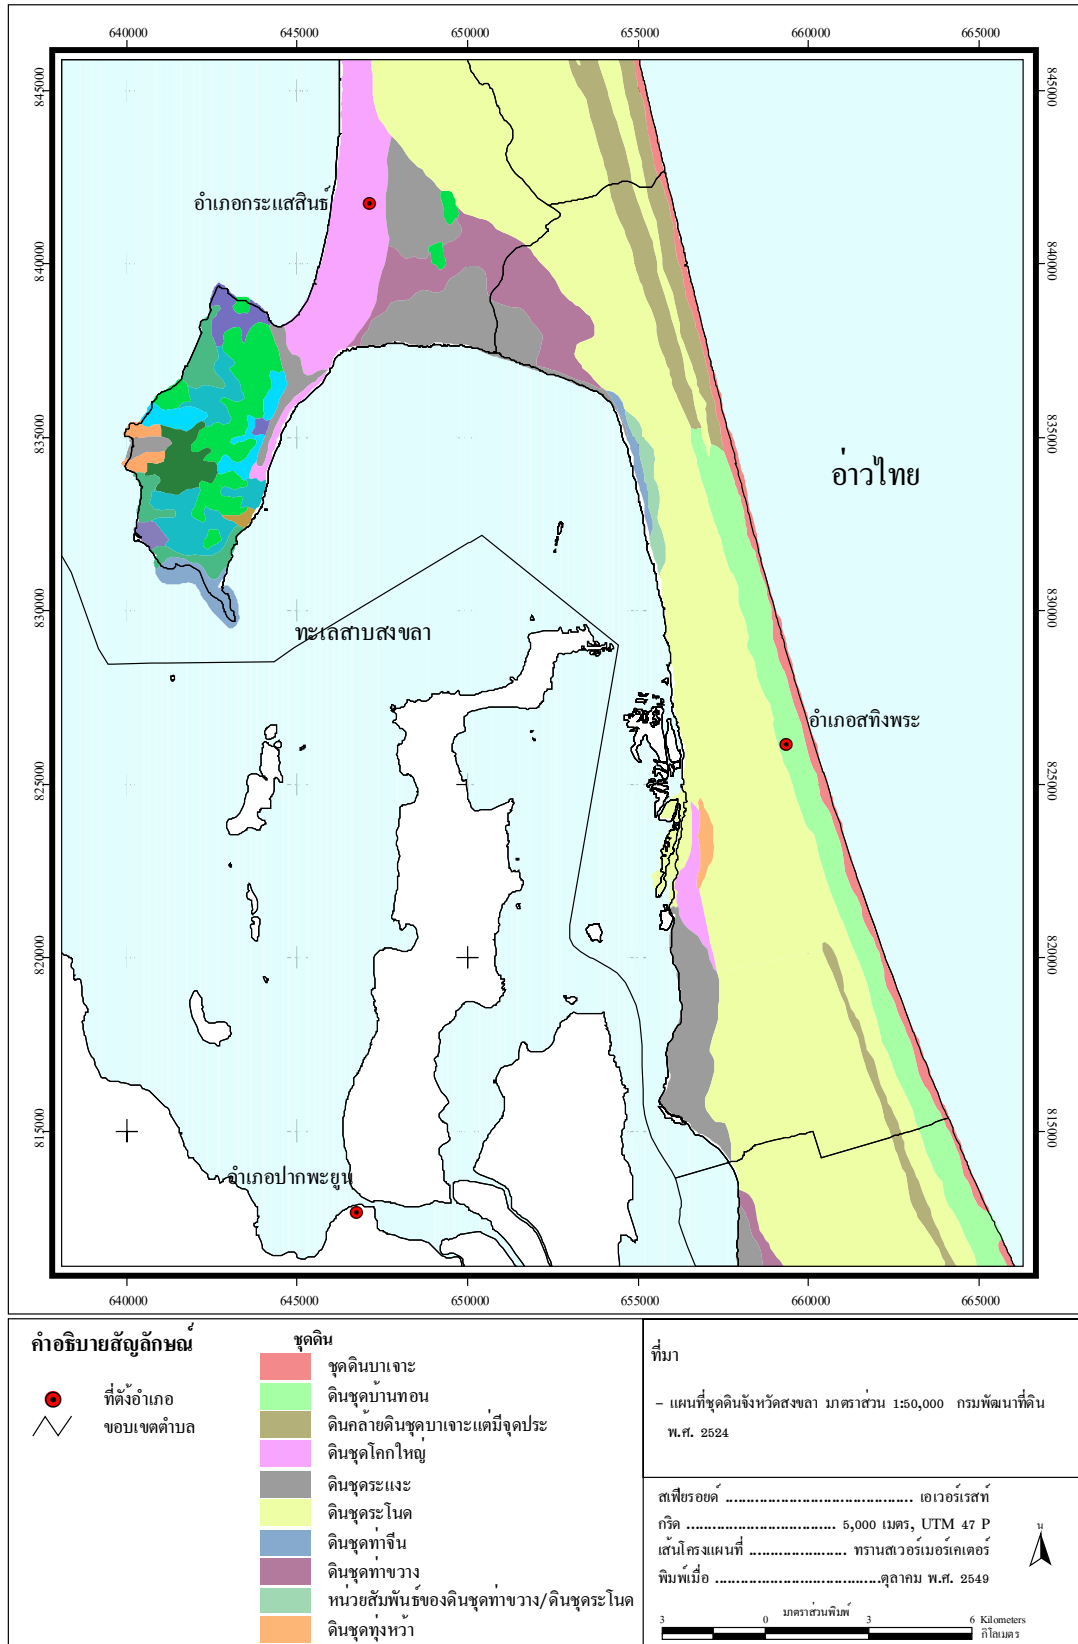 640000 645000 650000 655000 660000 665000
845000 845000
อำเภอกระแสสินธุ์
840000 840000
835000 835000
อ่าวไทย
830000 830000
ทะเลสาบสงขลา
อำเภอสทิงพระ
825000 825000
820000 820000
815000 815000
อำเภอปากพะยูน
640000 645000 650000 655000 660000 665000
คำอธิบายสัญลักษณ์
ที่ตั้งอำเภอ
ขอบเขตตำบล
ชุดดิน
ชุดดินบาเจาะ
ดินชุดบ้านทอน
ดินคล้ายดินชุดบาเจาะแต่มีจุดประ
ดินชุดโคกใหญ่
ดินชุดระแงะ
ดินชุดระโนด
ดินชุดท่าจีน
ดินชุดท่าขวาง
หน่วยสัมพันธ์ของดินชุดท่าขวาง/ดินชุดระโนด
ดินชุดทุ่งหว้า
ที่มา
- แผนที่ชุดดินจังหวัดสงขลา มาตราส่วน 1:50,000 กรมพัฒนาที่ดิน
พ.ศ. 2524
สเฟียรอยด์ ............................................. เอเวอร์เรสท์
กริด ................................... 5,000 เมตร, UTM 47 P
เส้นโครงแผนที่ ....................... ทรานสเวอร์เมอร์เคเตอร์
พิมพ์เมื่อ .......................................ตุลาคม พ.ศ. 2549
น
มาตราส่วนพิมพ์
3 0 3 6 Kilometers
กิโลเมตร